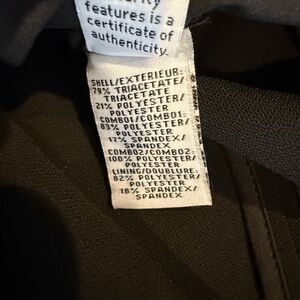 features is a
certificate of
authenticity.
SHELL/EXTERIEUR:
79% TRIACETATE/
TRIACETATE
21% POLYESTER/
POLYESTER
COMBO1/COMBO1:
83% POLYESTER/
POLYESTER
17% SPANDEX/
SPANDEX
COMBO2/COMBO2:
100% POLYESTER/
POLYESTER
LINING/DOUBLURE:
82% POLYESTER/
POLYESTER
18% SPANDEX/
SPANDEX